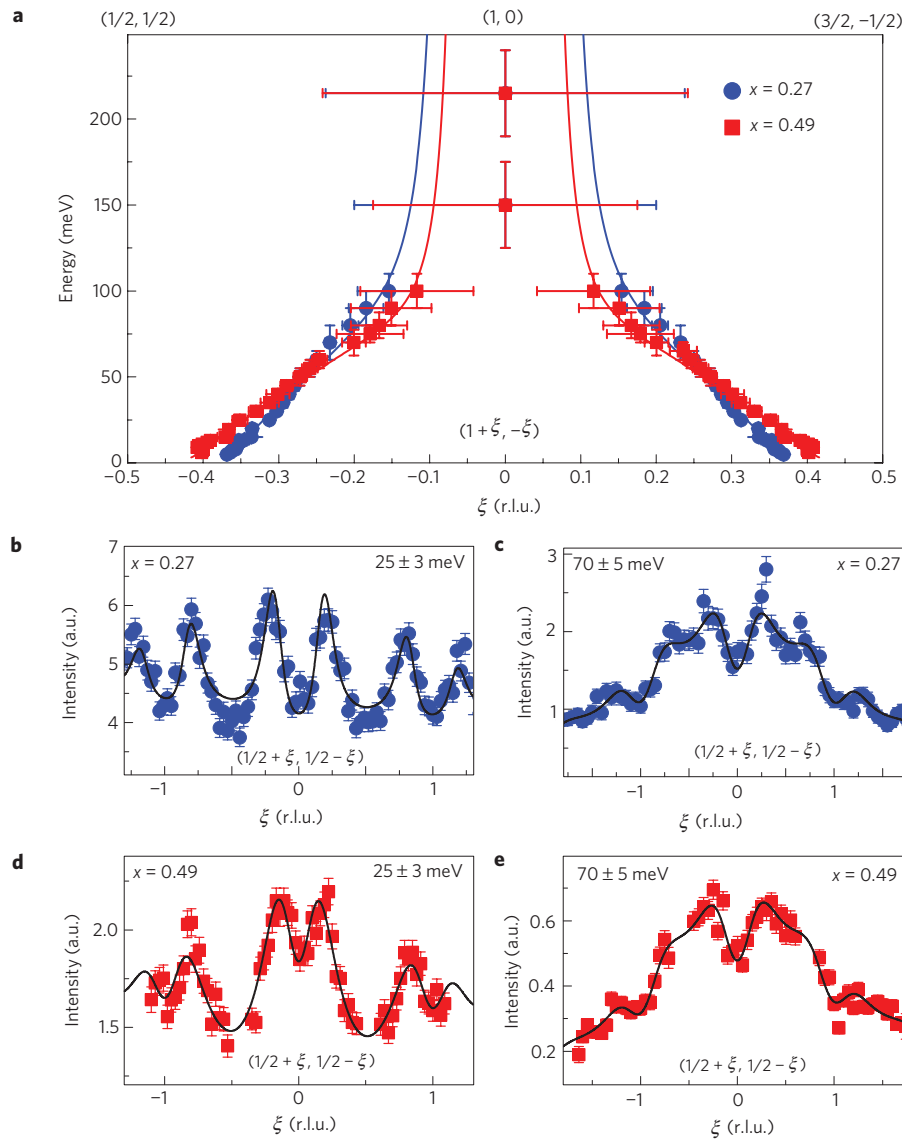 a
(1/2, 1/2) (1, 0) (3/2, −1/2)
x = 0.27
x = 0.49
200
150
100
50
0
Energy (meV)
(1 + ξ, −ξ)
−0.5 −0.4 −0.3 −0.2 −0.1 0 0.1 0.2 0.3 0.4 0.5
ξ (r.l.u.)
b
x = 0.27 25 ± 3 meV
7
6
5
4
Intensity (a.u.)
(1/2 + ξ, 1/2 − ξ)
−1 0 1
ξ (r.l.u.)
c
70 ± 5 meV x = 0.27
3
2
1
Intensity (a.u.)
(1/2 + ξ, 1/2 − ξ)
−1 0 1
ξ (r.l.u.)
d
x = 0.49 25 ± 3 meV
2.0
1.5
Intensity (a.u.)
(1/2 + ξ, 1/2 − ξ)
−1 0 1
ξ (r.l.u.)
e
70 ± 5 meV x = 0.49
0.6
0.4
0.2
Intensity (a.u.)
(1/2 + ξ, 1/2 − ξ)
−1 0 1
ξ (r.l.u.)